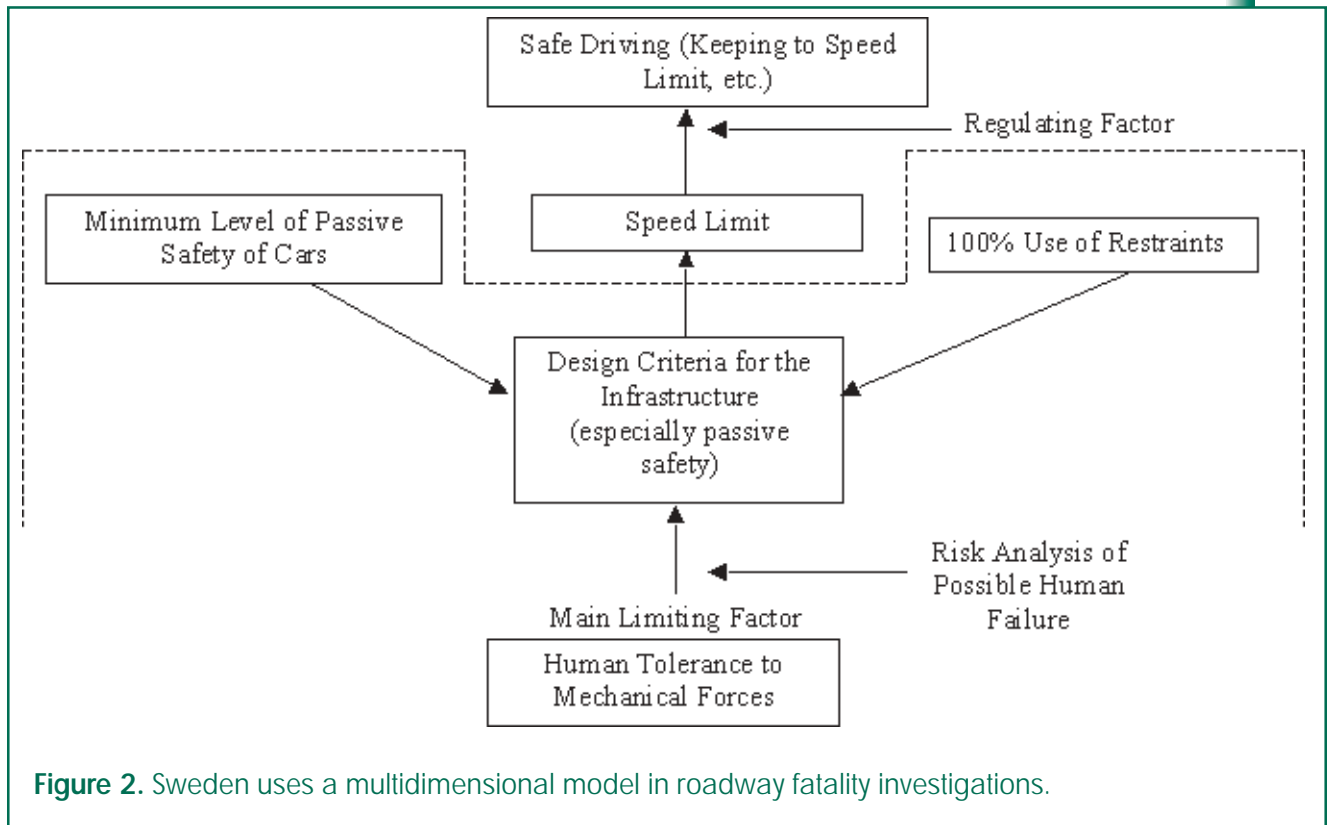 Safe Driving (Keeping to Speed
Limit, etc.)
Regulating Factor
Minimum Level of Passive
Safety of Cars
Speed Limit
100% Use of Restraints
Design Criteria for the
Infrastructure
(especially passive
safety)
Risk Analysis of
Possible Human
Failure
Main Limiting Factor
Human Tolerance to
Mechanical Forces
Figure 2. Sweden uses a multidimensional model in roadway fatality investigations.